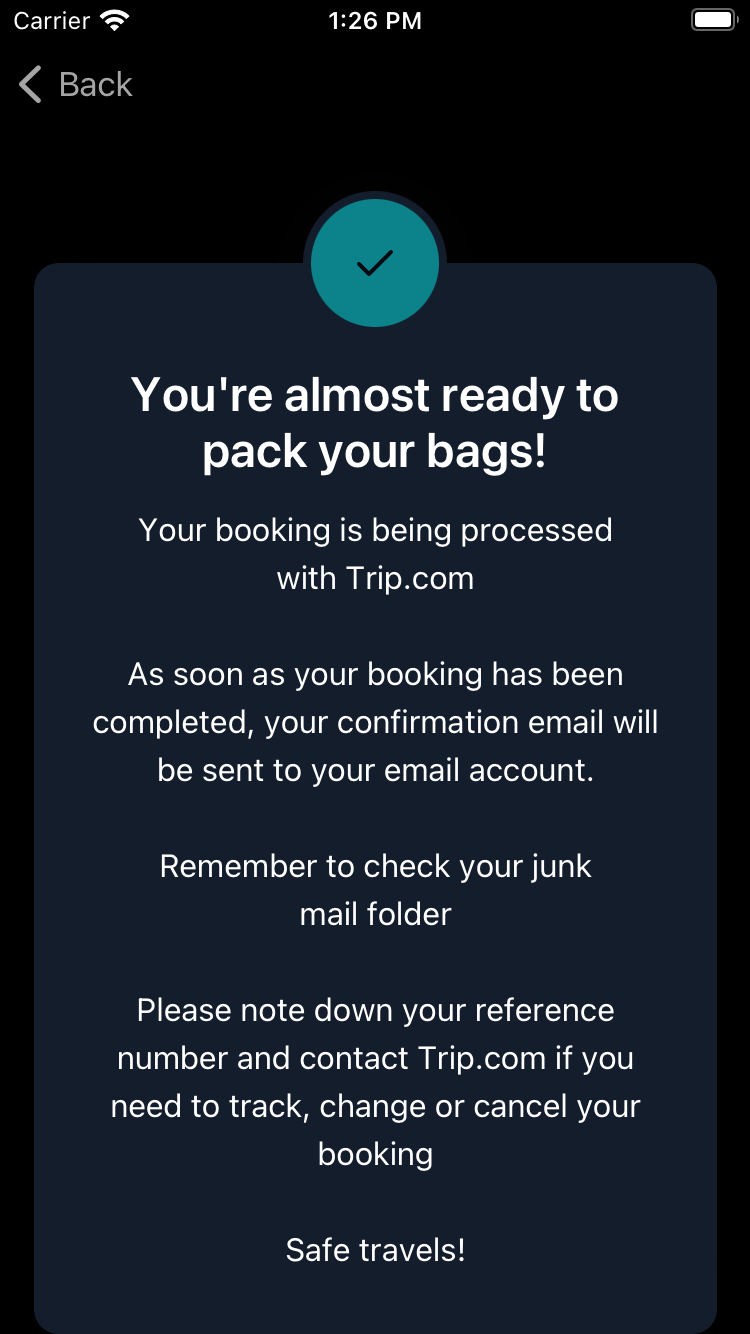 Carrier 1:26 PM
Back
You're almost ready to
pack your bags!
Your booking is being processed
with Trip.com
As soon as your booking has been
completed, your confirmation email will
be sent to your email account.
Remember to check your junk
mail folder
Please note down your reference
number and contact Trip.com if you
need to track, change or cancel your
booking
Safe travels!